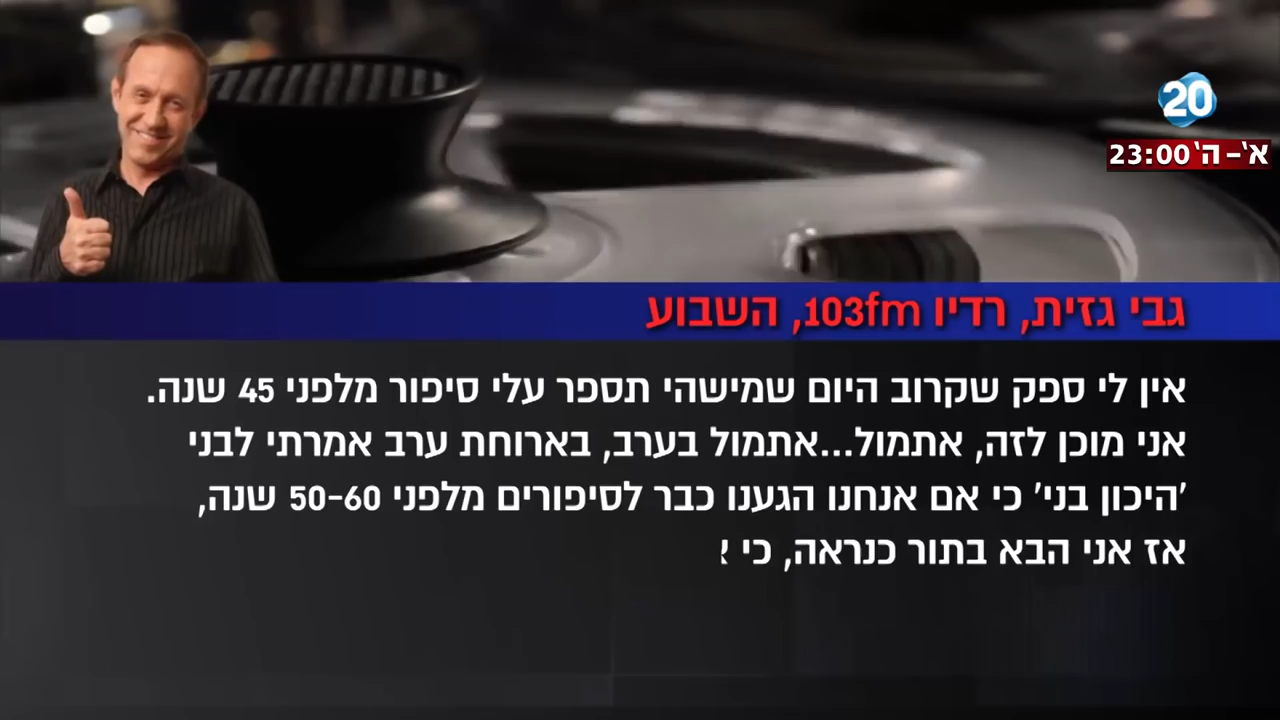 20
א'-ה' 23:00
גבי גזית, רדיו 103fm, השבוע
אין לי ספק שקרוב היום שמישהי תספר עלי סיפור מלפני 45 שנה.
אני מוכן לזה, אתמול...אתמול בערב, בארוחת ערב אמרתי לבני
'היכון בני' כי אם אנחנו הגענו כבר לסיפורים מלפני 50-60 שנה,
אז אני הבא בתור כנראה, כי